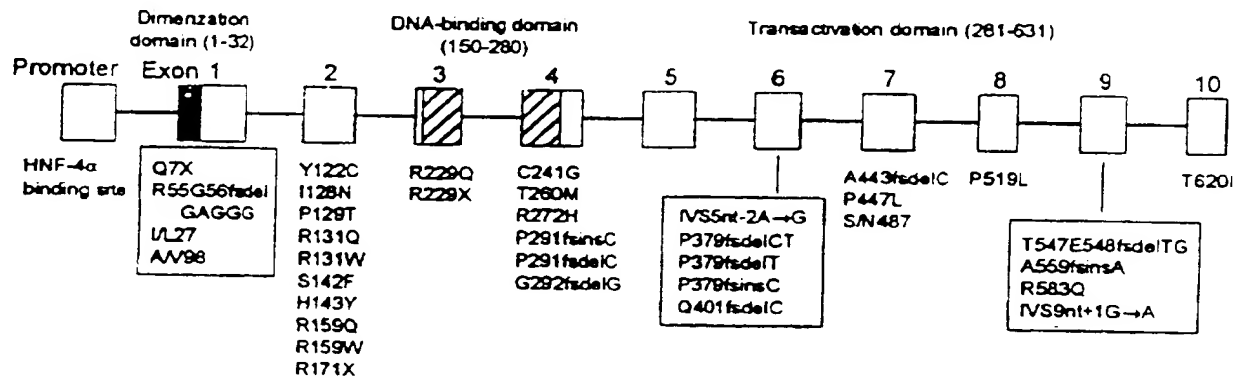 Dimenzation
domain (1-32)
DNA-binding domain
(150-280)
Transactivation domain (281-631)
Promoter
Exon 1
2
3
4
5
6
7
8
9
10
HNF-4α
binding site
Q7X
R55G56fsdel
GAGGG
I/L27
A/V98
Y122C
I128N
P129T
R131Q
R131W
S142F
H143Y
R159Q
R159W
R171X
R229Q
R229X
C241G
T260M
R272H
P291fsinsC
P291fsdelC
G292fsdelG
IVS5nt-2A→G
P379fsdelCT
P379fsdelT
P379fsinsC
Q401fsdelC
A443fsdelC
P447L
S/N487
P519L
T547E548fsdelTG
A559fsinsA
R583Q
IVS9nt+1G→A
T620I